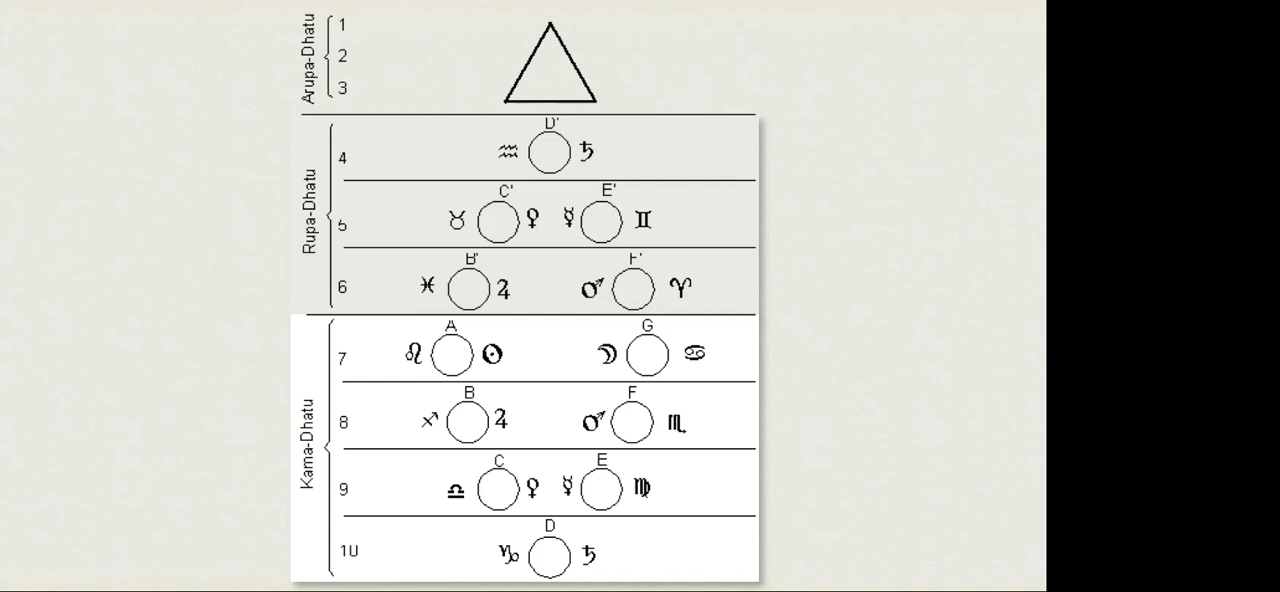 Arupa-Dhatu
1
2
3
Rupa-Dhatu
D'
4 ♒ ♄
C' E'
5 ♉ ♀ ☿ ♊
B' F'
6 ♓ ♃ ♂ ♈
Kama-Dhatu
A G
7 ♌ ☉ ☽ ♋
B F
8 ♐ ♃ ♂ ♏
C E
9 ♎ ♀ ☿ ♍
D
10 ♑ ♄